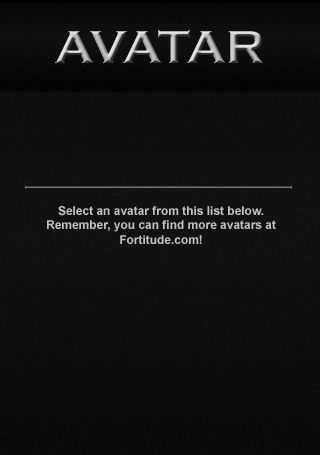 AVATAR
Select an avatar from this list below.
Remember, you can find more avatars at
Fortitude.com!